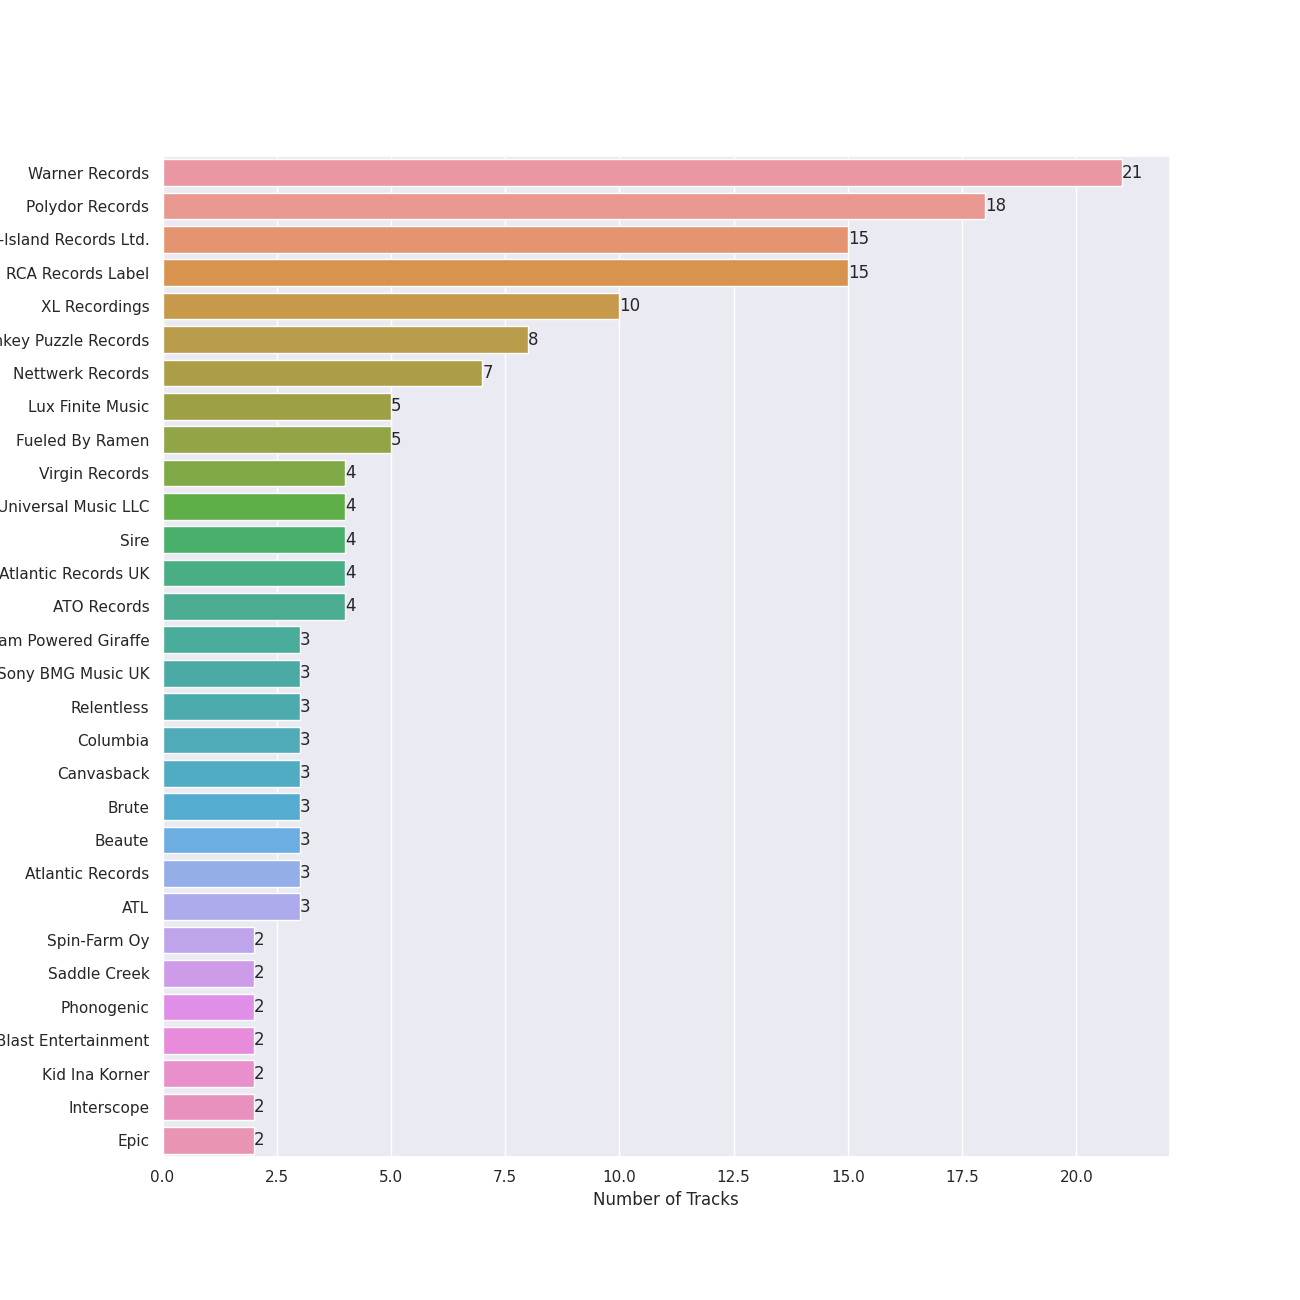 Warner Records 21
Polydor Records 18
-Island Records Ltd. 15
RCA Records Label 15
XL Recordings 10
key Puzzle Records 8
Nettwerk Records 7
Lux Finite Music 5
Fueled By Ramen 5
Virgin Records 4
Universal Music LLC 4
Sire 4
Atlantic Records UK 4
ATO Records 4
am Powered Giraffe 3
Sony BMG Music UK 3
Relentless 3
Columbia 3
Canvasback 3
Brute 3
Beaute 3
Atlantic Records 3
ATL 3
Spin-Farm Oy 2
Saddle Creek 2
Phonogenic 2
Blast Entertainment 2
Kid Ina Korner 2
Interscope 2
Epic 2
0.0 2.5 5.0 7.5 10.0 12.5 15.0 17.5 20.0
Number of Tracks